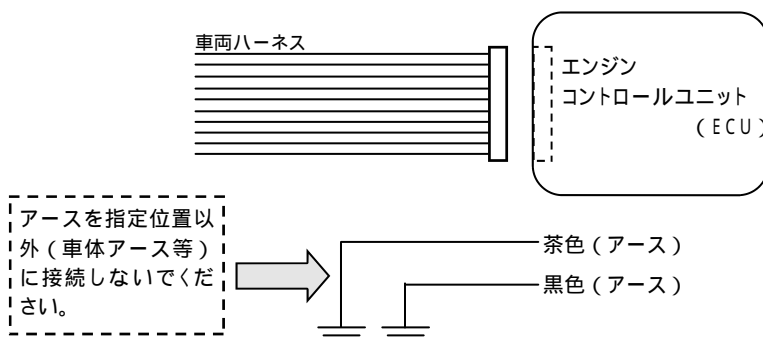 車両ハーネス
エンジン
コントロールユニット
(ECU)
アースを指定位置以
外(車体アース等)
に接続しないでくだ
さい。
茶色(アース)
黒色(アース)